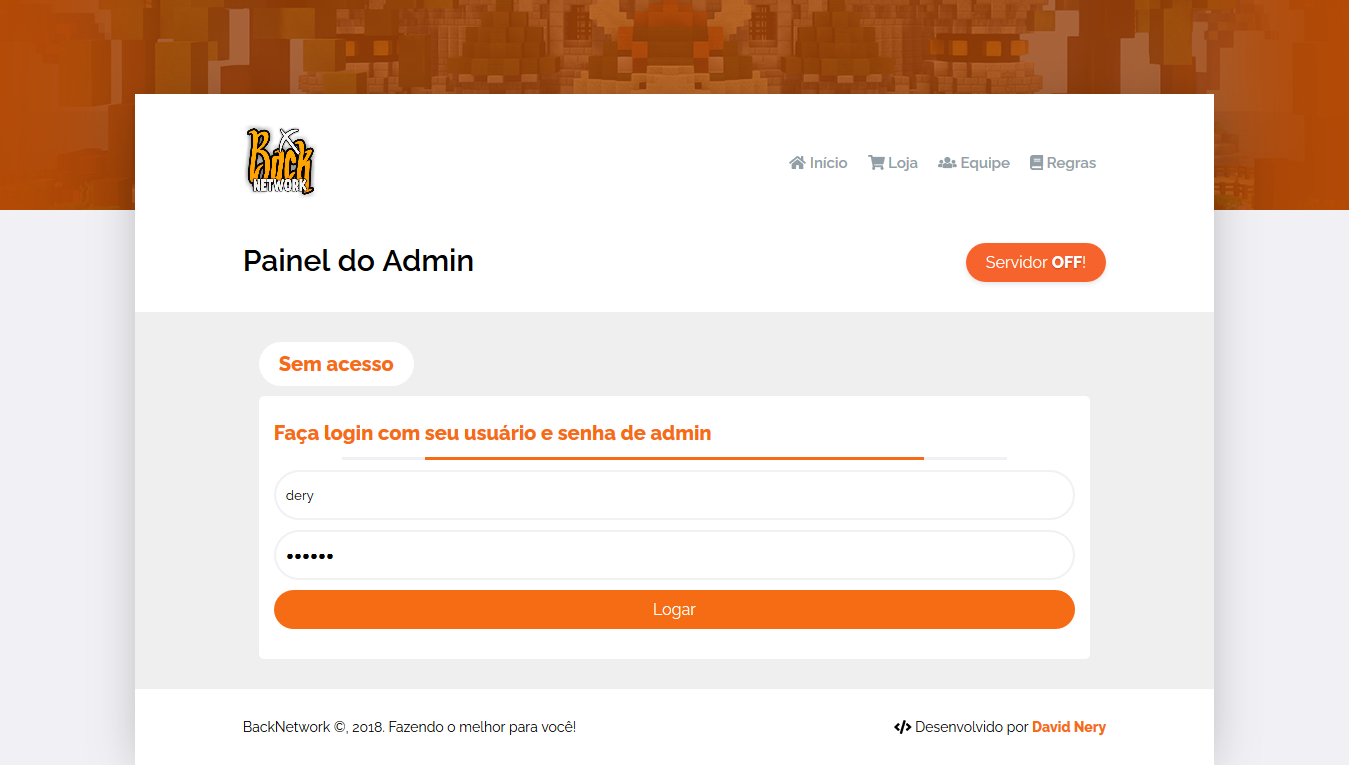 Back
NETWORK
Início Loja Equipe Regras
Painel do Admin
Servidor OFF!
Sem acesso
Faça login com seu usuário e senha de admin
dery
••••••
Logar
BackNetwork ©, 2018. Fazendo o melhor para você!
</> Desenvolvido por David Nery